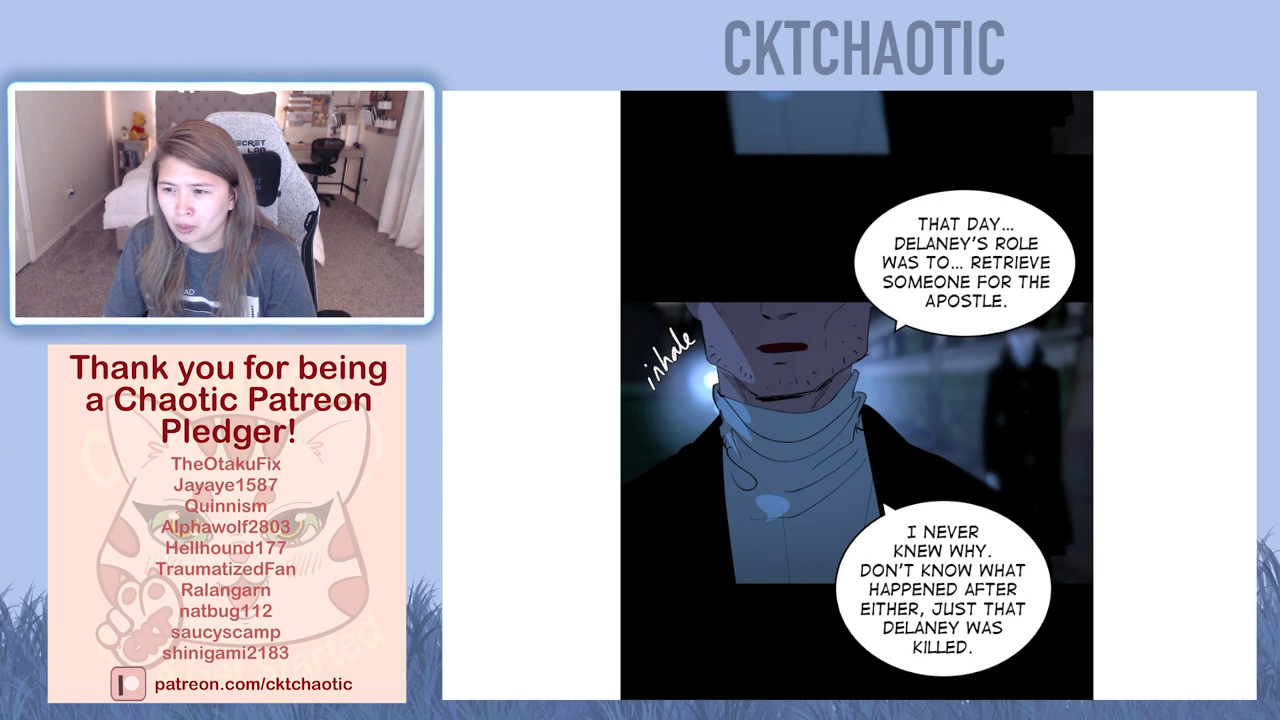 CKTCHAOTIC
SECRET
LAB
Thank you for being
a Chaotic Patreon
Pledger!
TheOtakuFix
Jayaye1587
Quinnism
Alphawolf2803
Hellhound177
TraumatizedFan
Ralangarn
natbug112
saucyscamp
shinigami2183
patreon.com/cktchaotic
THAT DAY...
DELANEY'S ROLE
WAS TO... RETRIEVE
SOMEONE FOR THE
APOSTLE.
inhale
I NEVER
KNEW WHY.
DON'T KNOW WHAT
HAPPENED AFTER
EITHER, JUST THAT
DELANEY WAS
KILLED.